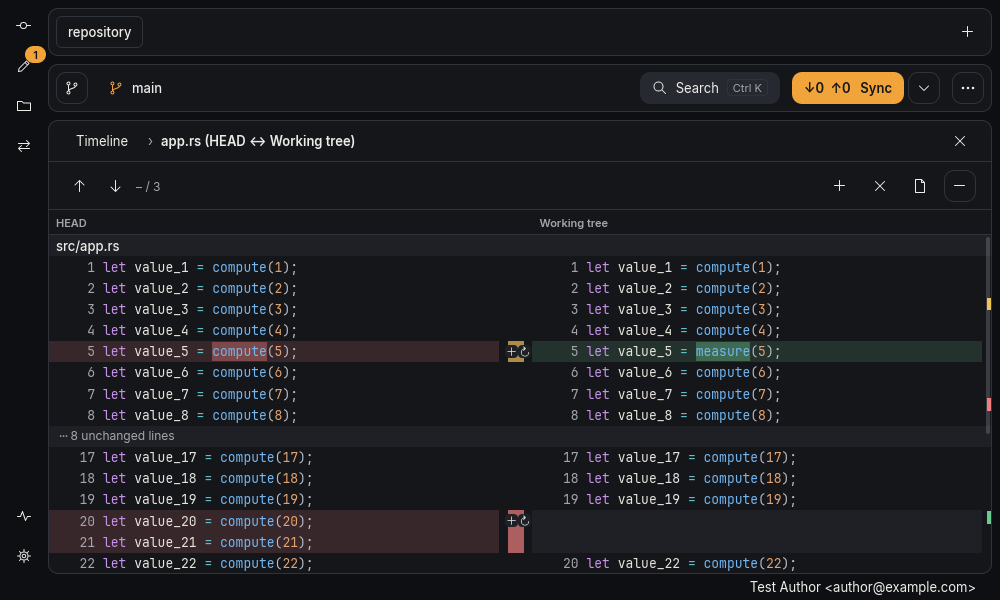 repository
1
main
Search Ctrl K
↓0 ↑0 Sync
Timeline › app.rs (HEAD ↔ Working tree)
– / 3
HEAD Working tree
src/app.rs
1 let value_1 = compute(1); 1 let value_1 = compute(1);
2 let value_2 = compute(2); 2 let value_2 = compute(2);
3 let value_3 = compute(3); 3 let value_3 = compute(3);
4 let value_4 = compute(4); 4 let value_4 = compute(4);
5 let value_5 = compute(5); 5 let value_5 = measure(5);
6 let value_6 = compute(6); 6 let value_6 = compute(6);
7 let value_7 = compute(7); 7 let value_7 = compute(7);
8 let value_8 = compute(8); 8 let value_8 = compute(8);
··· 8 unchanged lines
17 let value_17 = compute(17); 17 let value_17 = compute(17);
18 let value_18 = compute(18); 18 let value_18 = compute(18);
19 let value_19 = compute(19); 19 let value_19 = compute(19);
20 let value_20 = compute(20);
21 let value_21 = compute(21);
22 let value_22 = compute(22); 20 let value_22 = compute(22);
Test Author <author@example.com>